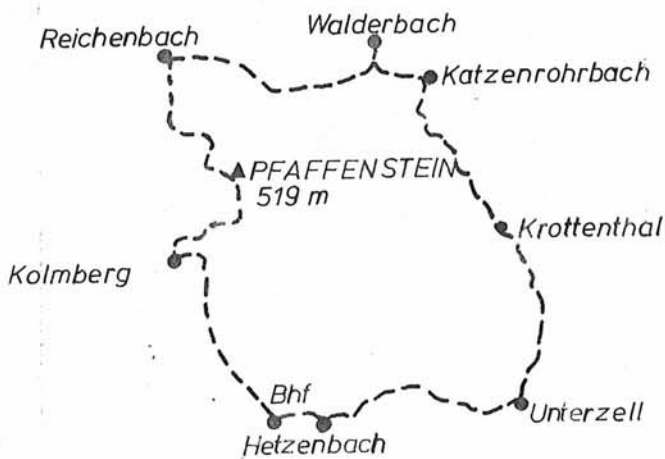 Walderbach
Reichenbach
Katzenrohrbach
PFAFFENSTEIN
519 m
Krottenthal
Kolmberg
Bhf
Unterzell
Hetzenbach